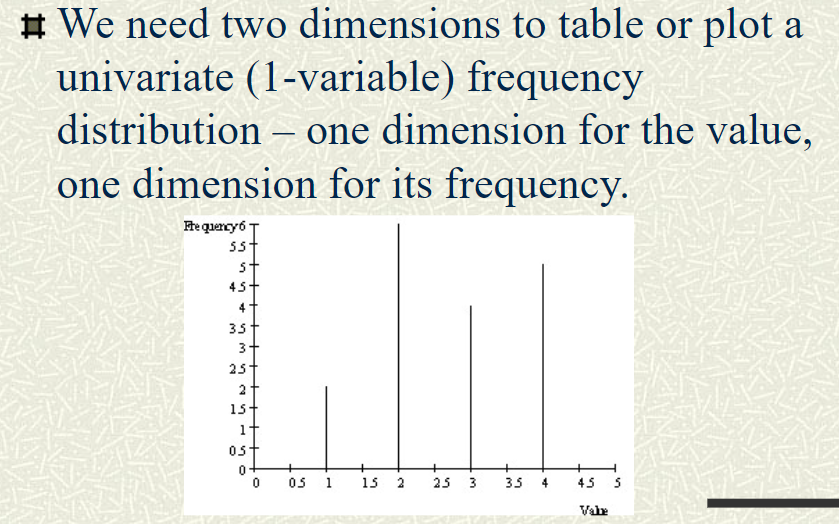 We need two dimensions to table or plot a
univariate (1-variable) frequency
distribution – one dimension for the value,
one dimension for its frequency.
Frequency 6
5.5
5
4.5
4
3.5
3
2.5
2
1.5
1
0.5
0
0 0.5 1 1.5 2 2.5 3 3.5 4 4.5 5
Value